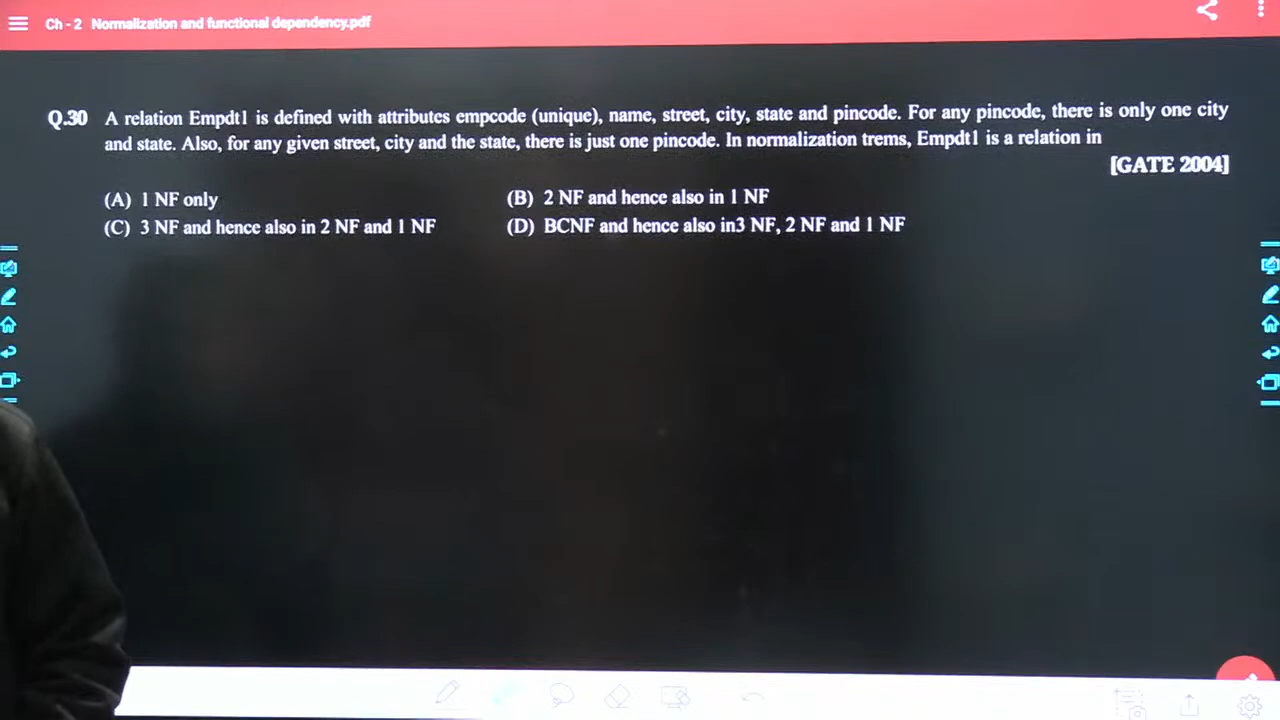 Ch - 2 Normalization and functional dependency.pdf
Q.30 A relation Empdt1 is defined with attributes empcode (unique), name, street, city, state and pincode. For any pincode, there is only one city
and state. Also, for any given street, city and the state, there is just one pincode. In normalization trems, Empdt1 is a relation in
[GATE 2004]
(A) 1 NF only (B) 2 NF and hence also in 1 NF
(C) 3 NF and hence also in 2 NF and 1 NF (D) BCNF and hence also in3 NF, 2 NF and 1 NF